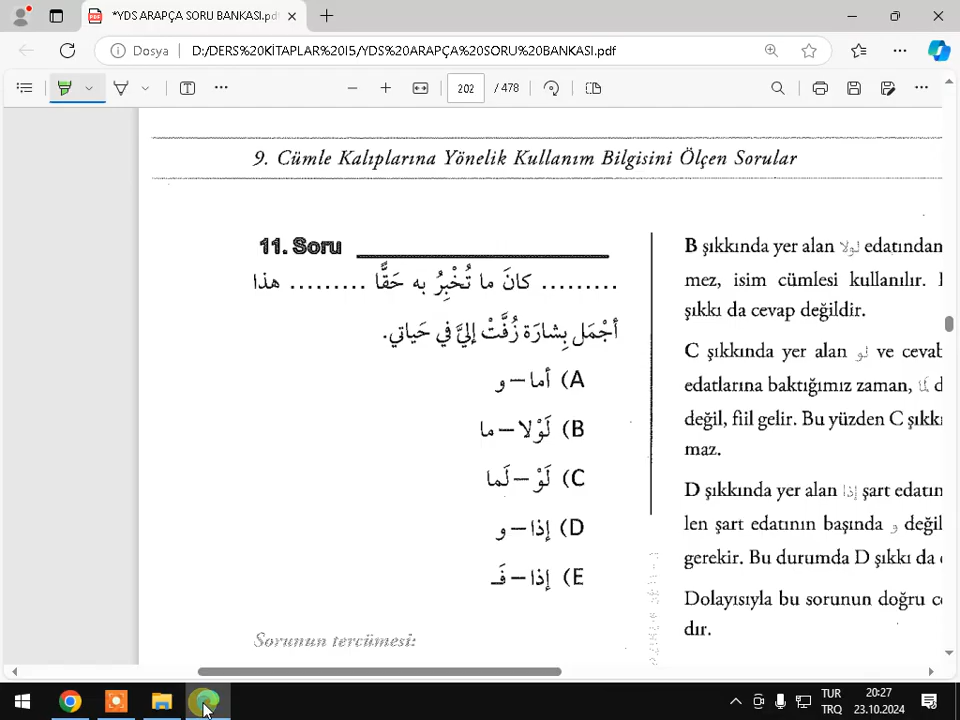 *YDS ARAPÇA SORU BANKASI.pdf
Dosya D:/DERS%20KİTAPLAR%20I5/YDS%20ARAPÇA%20SORU%20BANKASI.pdf
202 / 478
9. Cümle Kalıplarına Yönelik Kullanım Bilgisini Ölçen Sorular
11. Soru
......... كانَ ما تُخْبِرُ به حَقًّا ......... هذا
أجْمَل بِشارَة زُفَّتْ إليَّ في حَياتي.
A) أما – و
B) لَوْلا – ما
C) لَوْ – لَما
D) إذا – و
E) إذا – فَـ
Sorunun tercümesi:
B şıkkında yer alan لولا edatından
mez, isim cümlesi kullanılır.
şıkkı da cevap değildir.
C şıkkında yer alan لو ve cevab
edatlarına baktığımız zaman, لَمَّا d
değil, fiil gelir. Bu yüzden C şıkkı
maz.
D şıkkında yer alan إذا şart edatın
len şart edatının başında و değil
gerekir. Bu durumda D şıkkı da
Dolayısıyla bu sorunun doğru ce
dır.
TUR
TRQ
20:27
23.10.2024